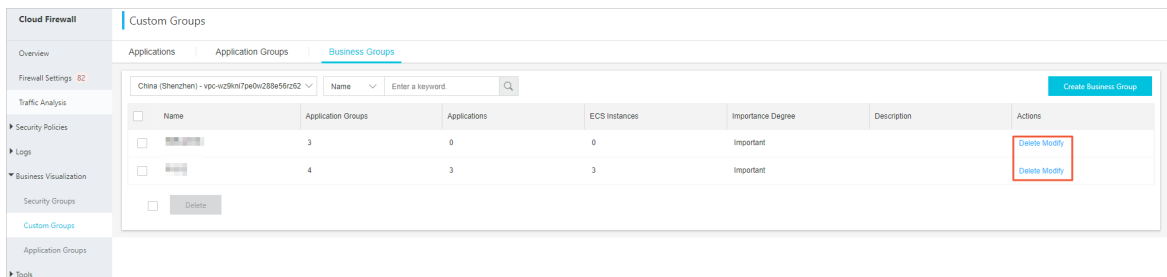 Cloud Firewall
Custom Groups
Overview
Applications
Application Groups
Business Groups
Firewall Settings 82
China (Shenzhen) - vpc-wz9kni7pe0w288e56rz62
Name
Enter a keyword.
Create Business Group
Traffic Analysis
Name
Application Groups
Applications
ECS Instances
Importance Degree
Description
Actions
Security Policies
3
0
0
Important
Delete Modify
Logs
4
3
3
Important
Delete Modify
Business Visualization
Security Groups
Delete
Custom Groups
Application Groups
Tools